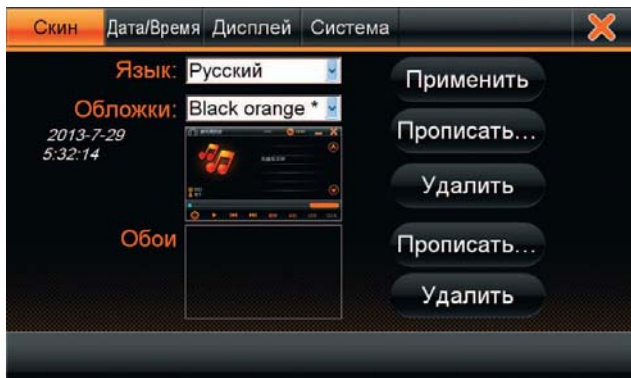 Скин Дата/Время Дисплей Система
Язык: Русский Применить
Обложки: Black orange * Прописать...
2013-7-29
5:32:14
Удалить
Обои Прописать...
Удалить